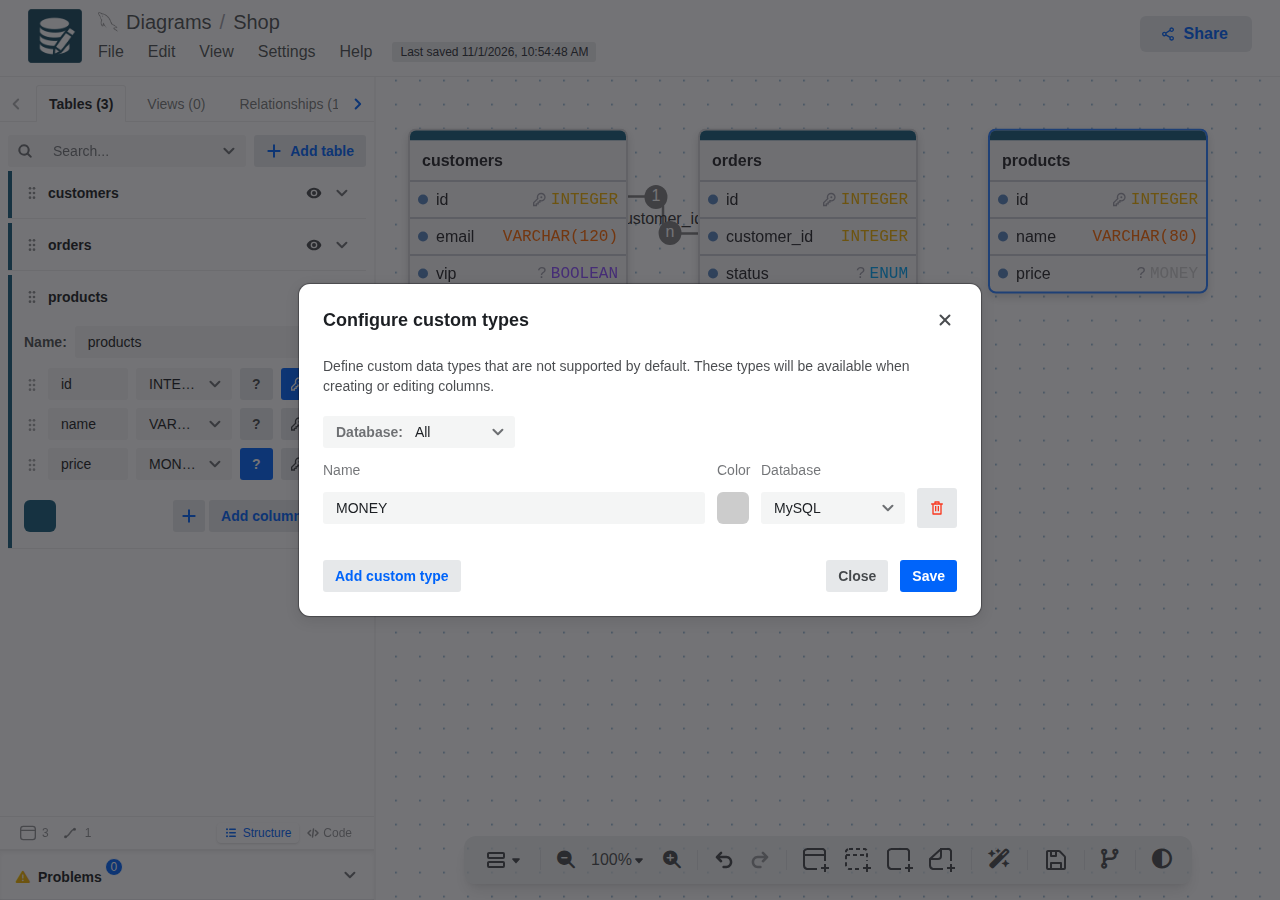 Diagrams / Shop
File Edit View Settings Help Last saved 11/1/2026, 10:54:48 AM
Share
Tables (3) Views (0) Relationships (1
Search... Add table
customers
orders
products
Name: products
id INTE... ?
name VAR... ?
price MON... ?
Add column
3 1 Structure Code
Problems 0
customers
id INTEGER
email VARCHAR(120)
vip ? BOOLEAN
1
n
orders
id INTEGER
customer_id INTEGER
status ? ENUM
products
id INTEGER
name VARCHAR(80)
price ? MONEY
Configure custom types
Define custom data types that are not supported by default. These types will be available when
creating or editing columns.
Database: All
Name Color Database
MONEY MySQL
Add custom type Close Save
100%